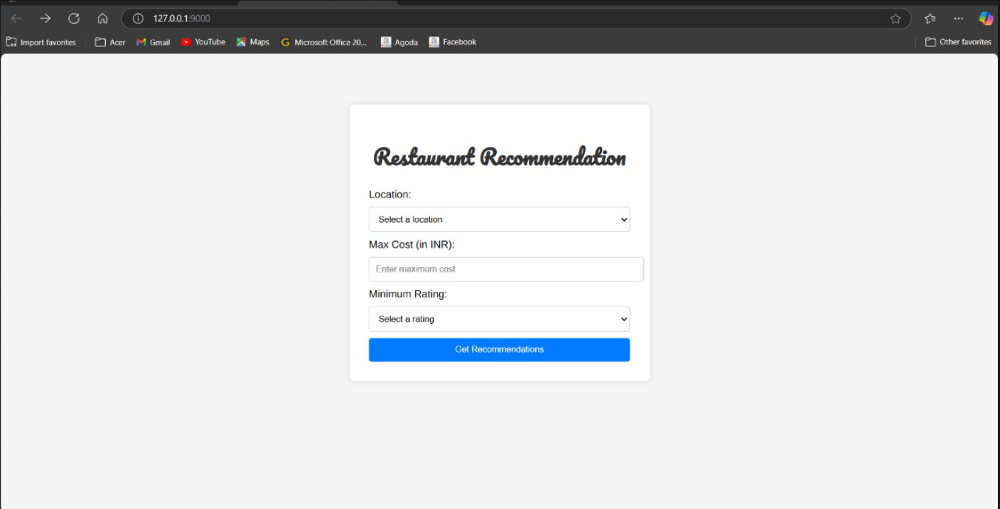 127.0.0.1:9000
Import favorites Acer Gmail YouTube Maps Microsoft Office 20... Agoda Facebook Other favorites
Restaurant Recommendation
Location:
Select a location
Max Cost (in INR):
Enter maximum cost
Minimum Rating:
Select a rating
Get Recommendations